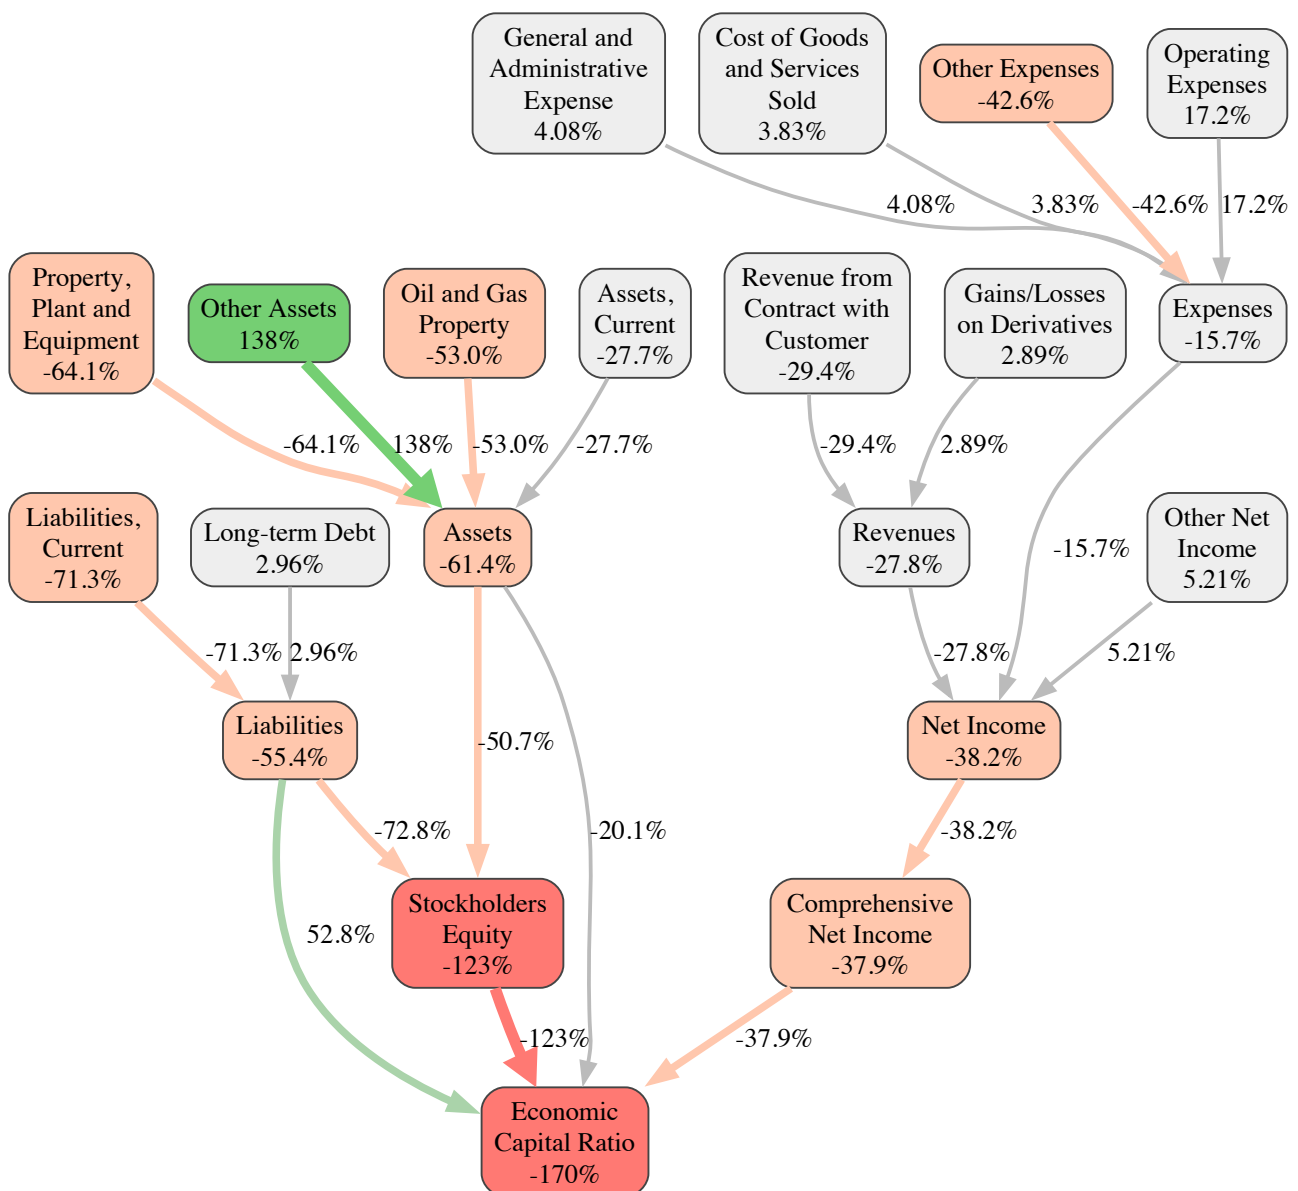 General and
Administrative
Expense
4.08%
Cost of Goods
and Services
Sold
3.83%
Other Expenses
-42.6%
Operating
Expenses
17.2%
4.08%
3.83%
-42.6%
17.2%
Property,
Plant and
Equipment
-64.1%
Other Assets
138%
Oil and Gas
Property
-53.0%
Assets,
Current
-27.7%
Revenue from
Contract with
Customer
-29.4%
Gains/Losses
on Derivatives
2.89%
Expenses
-15.7%
-64.1%
138%
-53.0%
-27.7%
-29.4%
2.89%
Liabilities,
Current
-71.3%
Long-term Debt
2.96%
Assets
-61.4%
Revenues
-27.8%
-15.7%
Other Net
Income
5.21%
-71.3%
2.96%
-27.8%
5.21%
Liabilities
-55.4%
-50.7%
Net Income
-38.2%
-72.8%
-20.1%
-38.2%
52.8%
Stockholders
Equity
-123%
Comprehensive
Net Income
-37.9%
-123%
-37.9%
Economic
Capital Ratio
-170%